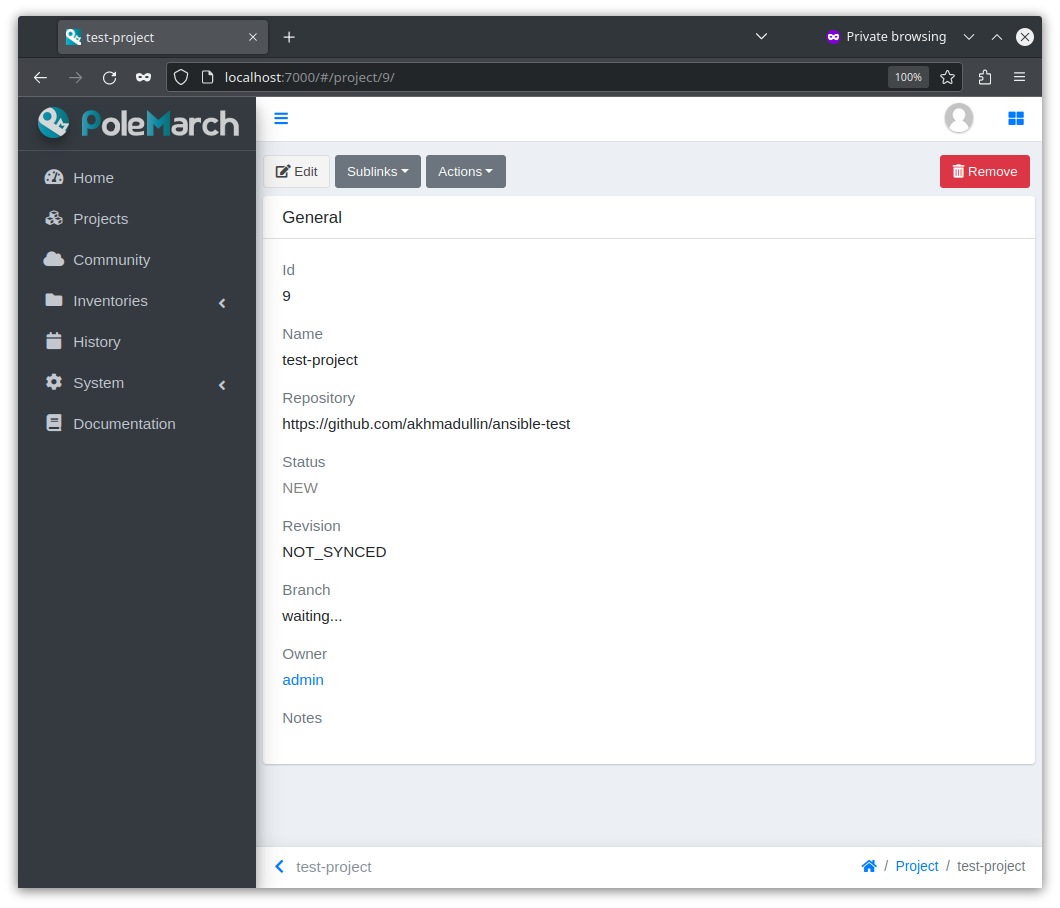 test-project
Private browsing
localhost:7000/#/project/9/
100%
PoleMarch
Home
Projects
Community
Inventories
History
System
Documentation
Edit
Sublinks
Actions
Remove
General
Id
9
Name
test-project
Repository
https://github.com/akhmadullin/ansible-test
Status
NEW
Revision
NOT_SYNCED
Branch
waiting...
Owner
admin
Notes
test-project
/ Project / test-project